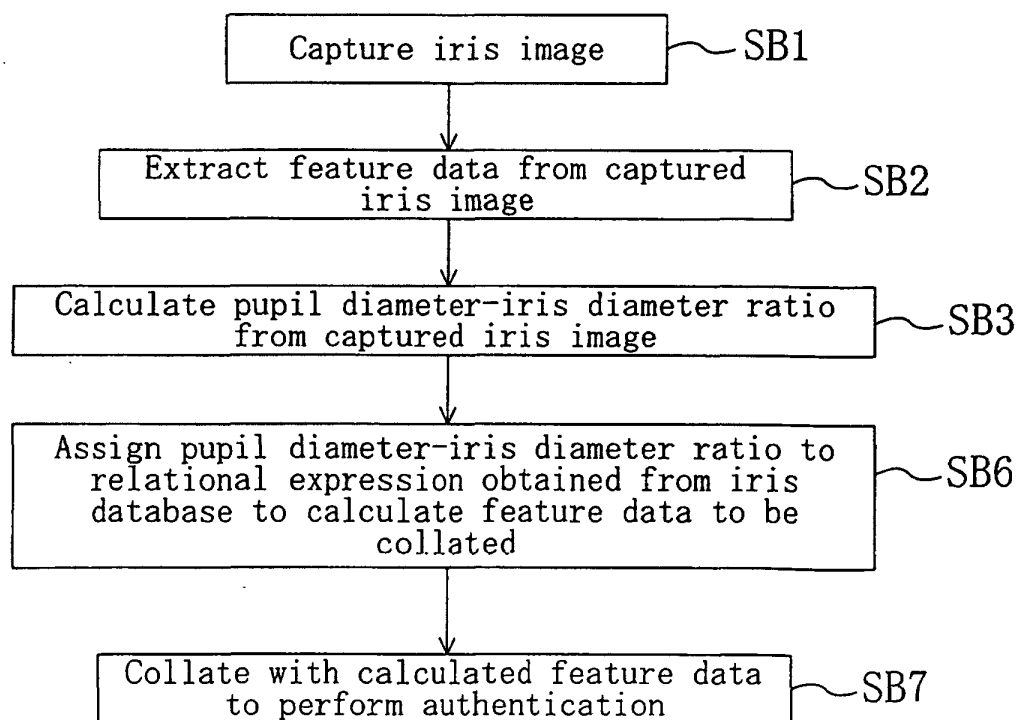 Capture iris image
SB1
Extract feature data from captured
iris image
SB2
Calculate pupil diameter-iris diameter ratio
from captured iris image
SB3
Assign pupil diameter-iris diameter ratio to
relational expression obtained from iris
database to calculate feature data to be
collated
SB6
Collate with calculated feature data
to perform authentication
SB7